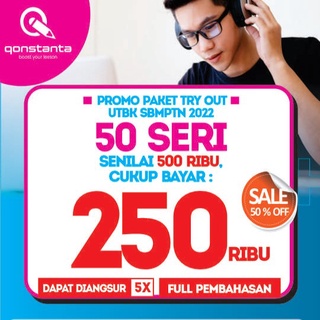 qonstanta
boost your lesson
PROMO PAKET TRY OUT
UTBK SBMPTN 2022
50 SERI
SENILAI 500 RIBU,
CUKUP BAYAR :
SALE
50 % OFF
250 RIBU
DAPAT DIANGSUR 5X FULL PEMBAHASAN